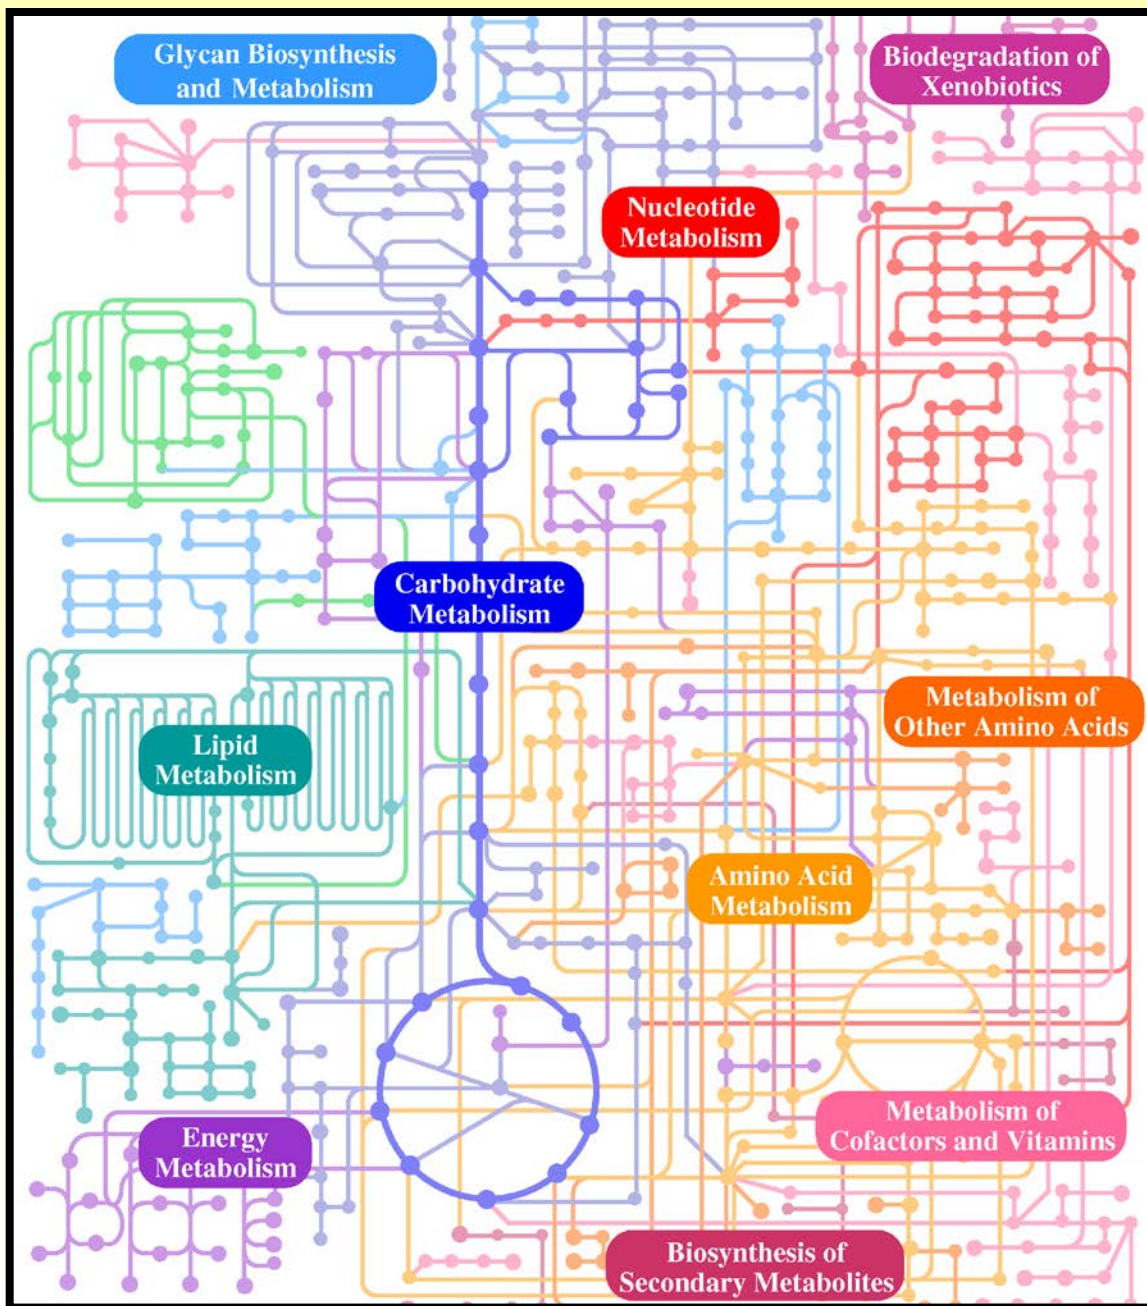 Glycan Biosynthesis
and Metabolism
Biodegradation of
Xenobiotics
Nucleotide
Metabolism
Carbohydrate
Metabolism
Metabolism of
Other Amino Acids
Lipid
Metabolism
Amino Acid
Metabolism
Metabolism of
Cofactors and Vitamins
Energy
Metabolism
Biosynthesis of
Secondary Metabolites